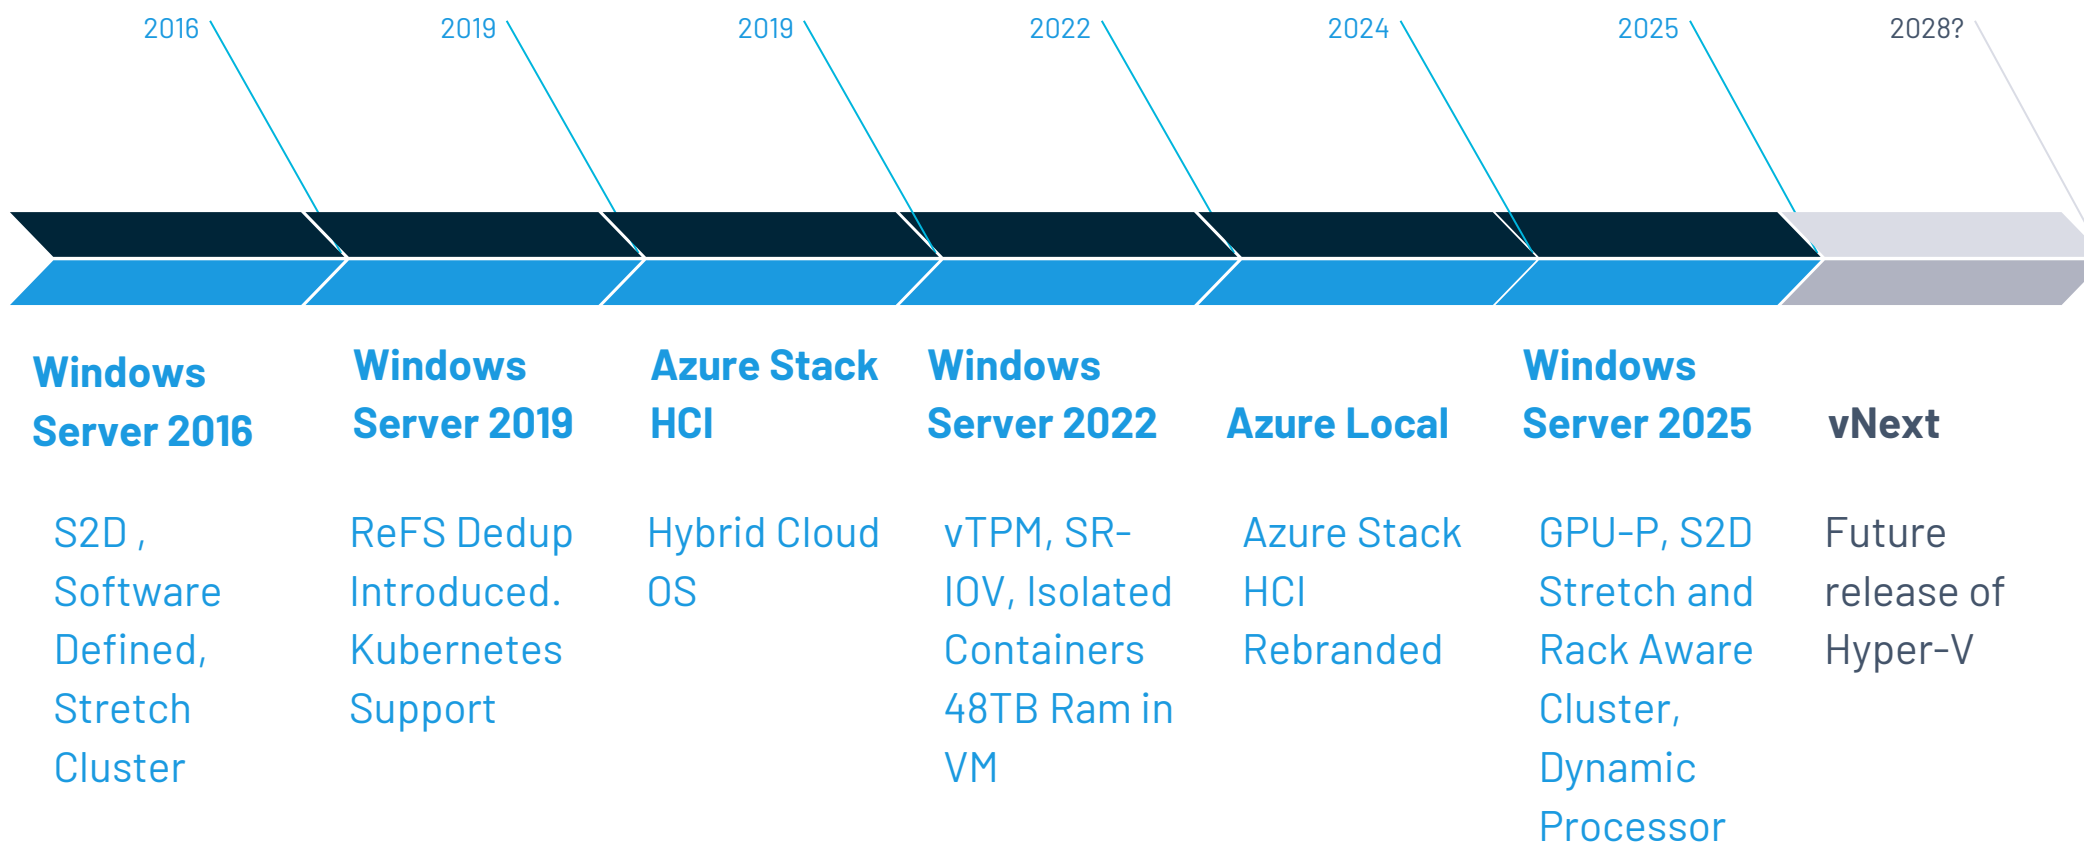 2016
2019
2019
2022
2024
2025
2028?
Windows
Server 2016
Windows
Server 2019
Azure Stack
HCI
Windows
Server 2022
Azure Local
Windows
Server 2025
vNext
S2D ,
Software
Defined,
Stretch
Cluster
ReFS Dedup
Introduced.
Kubernetes
Support
Hybrid Cloud
OS
vTPM, SR-
IOV, Isolated
Containers
48TB Ram in
VM
Azure Stack
HCI
Rebranded
GPU-P, S2D
Stretch and
Rack Aware
Cluster,
Dynamic
Processor
Future
release of
Hyper-V